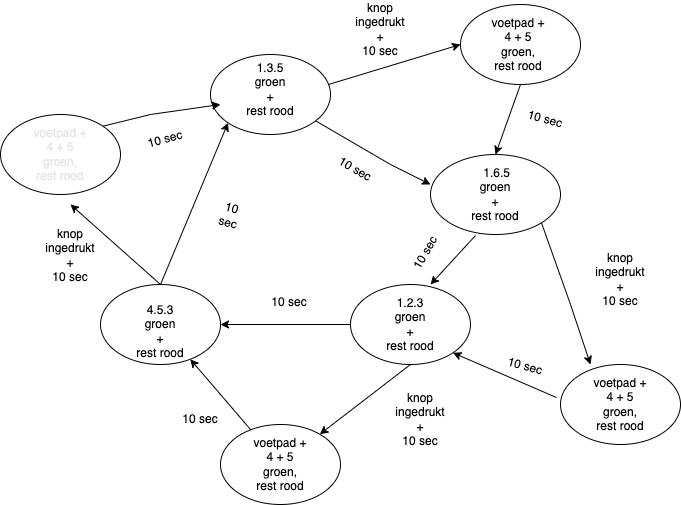 knop
ingedrukt
+
10 sec
voetpad +
4 + 5
groen,
rest rood
1.3.5
groen
+
rest rood
10 sec
voetpad +
4 + 5
groen,
rest rood
10 sec
10 sec
1.6.5
groen
+
rest rood
10
sec
knop
ingedrukt
+
10 sec
10 sec
knop
ingedrukt
+
10 sec
4.5.3
groen
+
rest rood
10 sec
1.2.3
groen
+
rest rood
10 sec
voetpad +
4 + 5
groen,
rest rood
knop
ingedrukt
+
10 sec
10 sec
voetpad +
4 + 5
groen,
rest rood